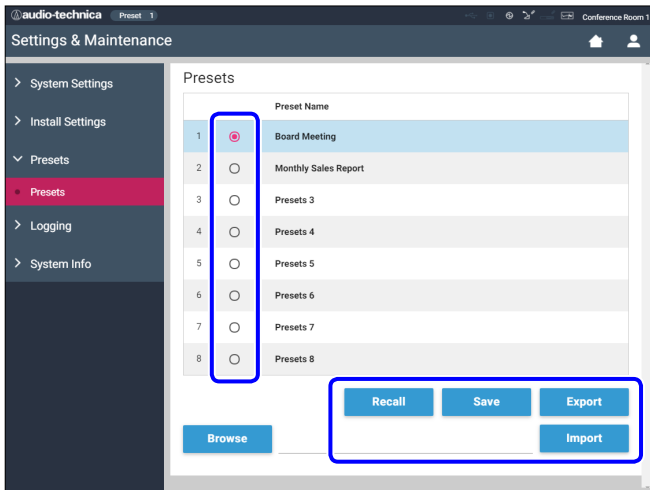 audio-technica Preset 1 Conference Room 1
Settings & Maintenance
System Settings
Install Settings
Presets
Presets
Logging
System Info
Presets
Preset Name
1 Board Meeting
2 Monthly Sales Report
3 Presets 3
4 Presets 4
5 Presets 5
6 Presets 6
7 Presets 7
8 Presets 8
Recall Save Export
Browse Import